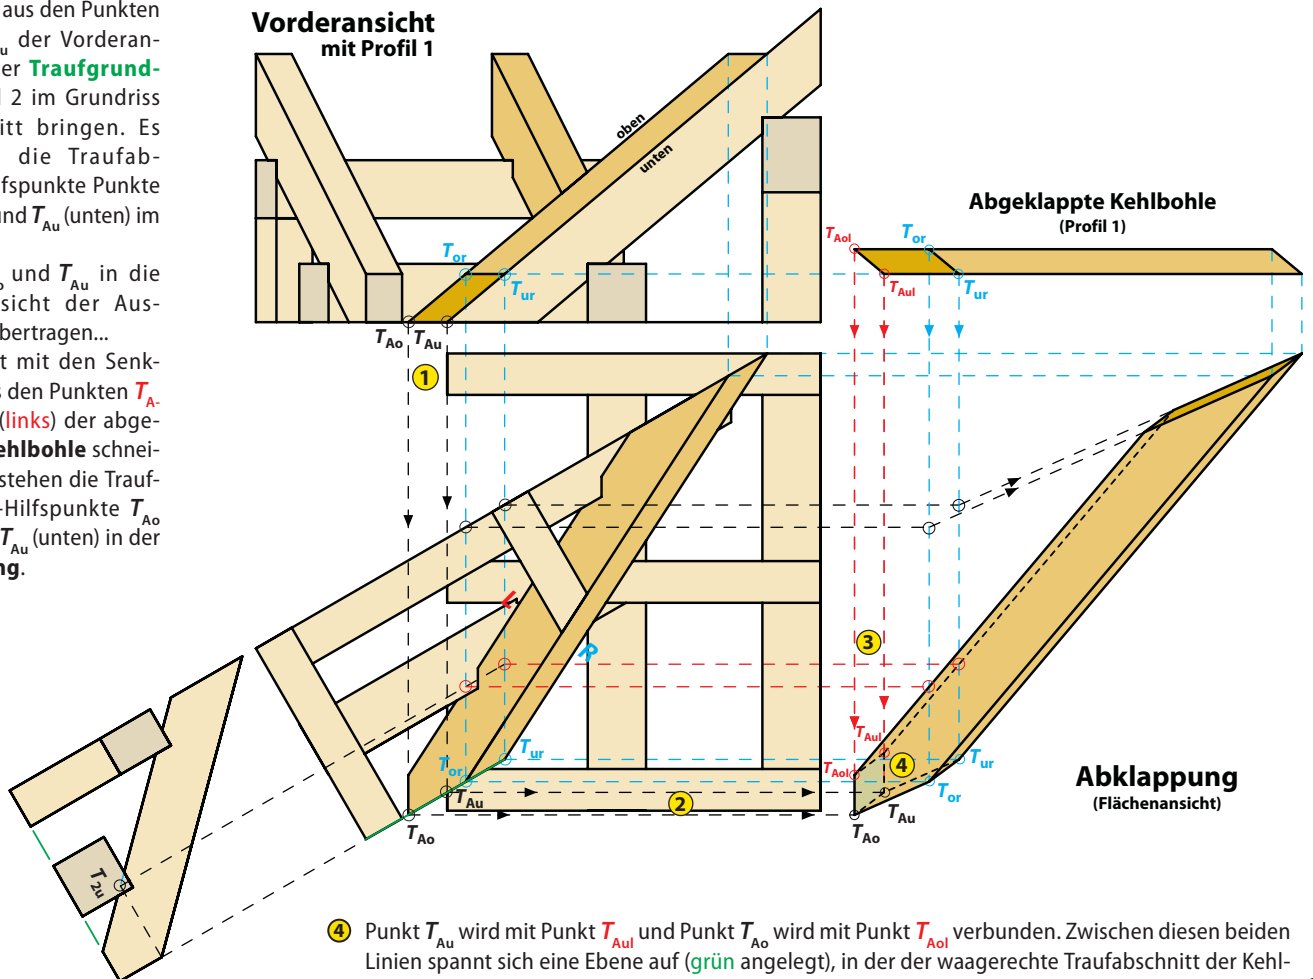 aus den Punkten
u der Vorderan-
er Traufgrund-
l 2 im Grundriss
itt bringen. Es
die Traufab-
fspunkte Punkte
und TAu (unten) im
o und TAu in die
sicht der Aus-
bertragen...
t mit den Senk-
s den Punkten TA-
(links) der abge-
ehlbohle schnei-
stehen die Trauf-
-Hilfspunkte TAo
TAu (unten) in der
ng.
Vorderansicht
mit Profil 1
oben
unten
Tor
Tur
TAo TAu
Abgeklappte Kehlbohle
(Profil 1)
TAol
Tor
TAul
Tur
1
L
R
3
Tor
Tur
TAu
TAo
2
TAul
TAol
4
Tur
Tor
TAu
TAo
Abklappung
(Flächenansicht)
T2u
4 Punkt TAu wird mit Punkt TAul und Punkt TAo wird mit Punkt TAol verbunden. Zwischen diesen beiden
Linien spannt sich eine Ebene auf (grün angelegt), in der der waagerechte Traufabschnitt der Kehl-